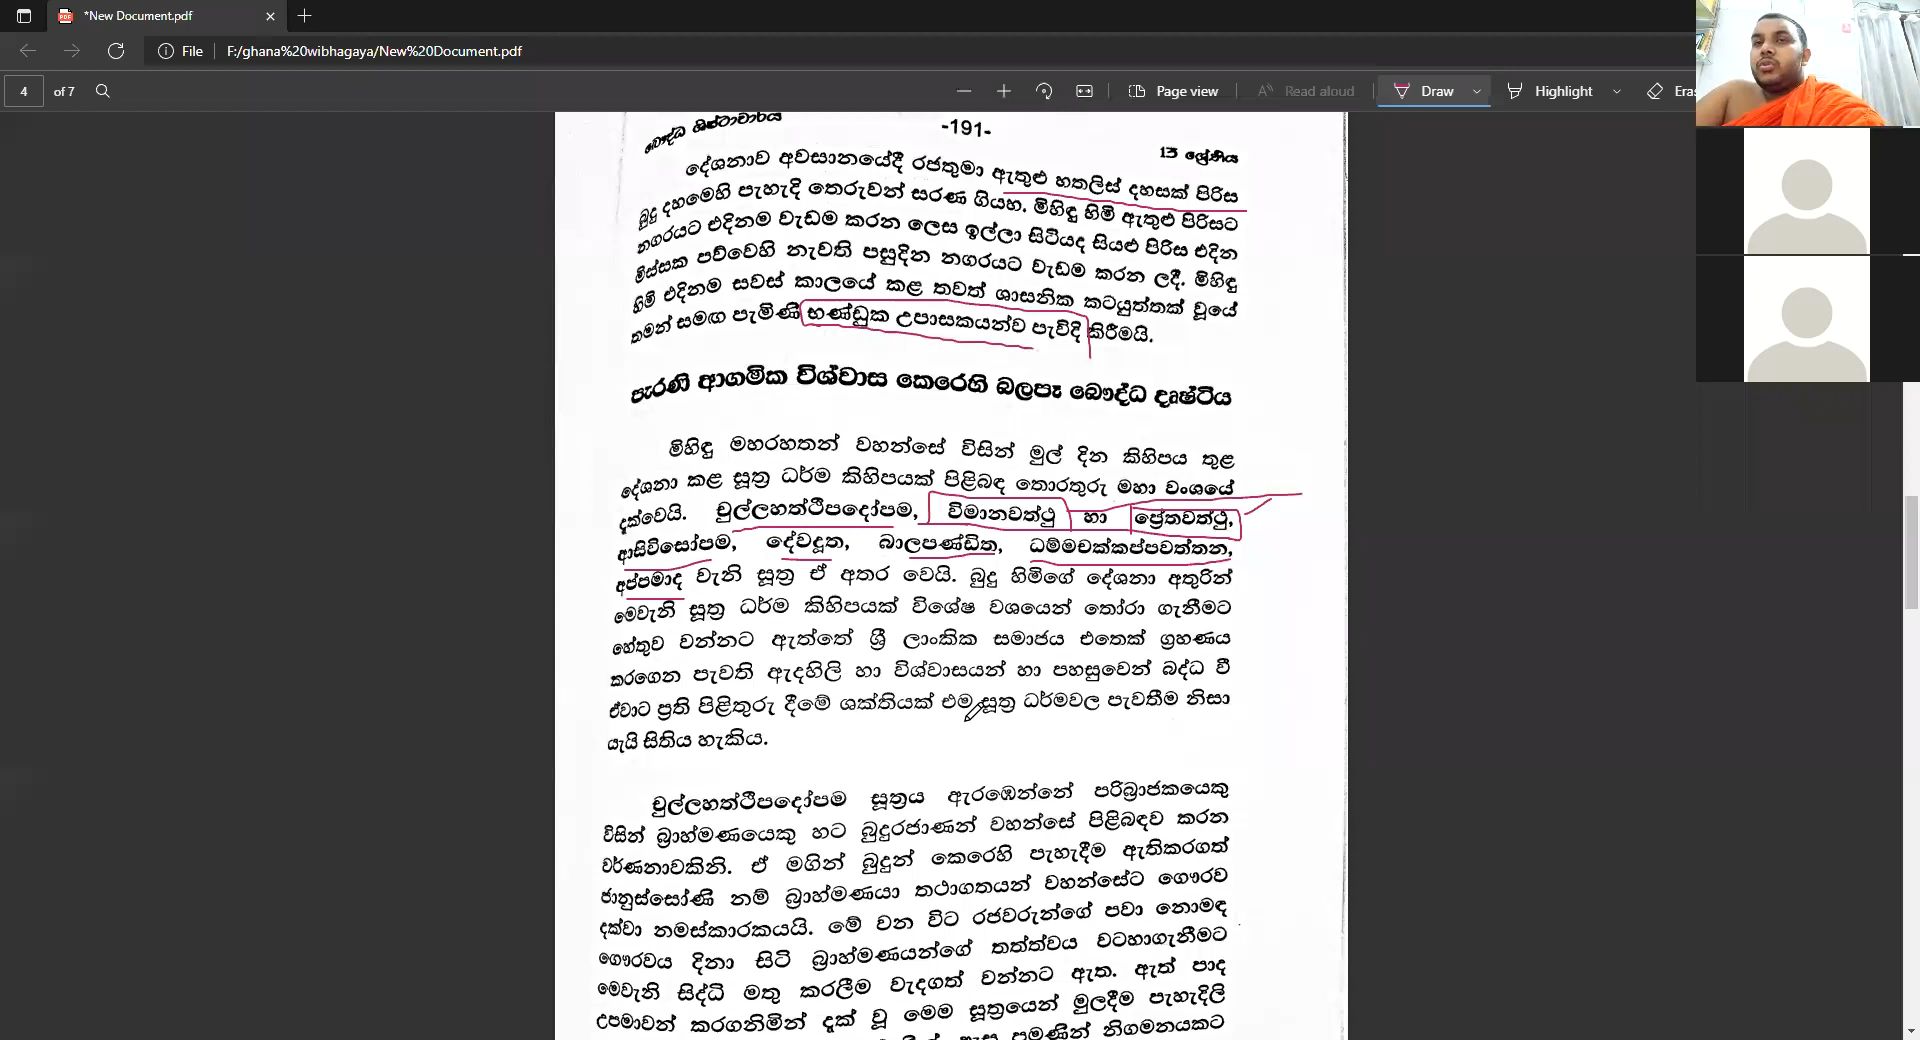 *New Document.pdf
File F:/ghana%20wibhagaya/New%20Document.pdf
4 of 7 Page view Read aloud Draw Highlight Eras
බෞද්ධ ශිෂ්ටාචාරය -191- 13 ශ්‍රේණිය
දේශනාව අවසානයේදී රජතුමා ඇතුළු හතලිස් දහසක් පිරිස
බුදු දහමෙහි පැහැදි තෙරුවන් සරණ ගියහ. මිහිඳු හිමි ඇතුළු පිරිසට
නගරයට එදිනම වැඩම කරන ලෙස ඉල්ලා සිටියද සියළු පිරිස එදින
මිස්සක පව්වෙහි නැවතී පසුදින නගරයට වැඩම කරන ලදී. මිහිඳු
හිමි එදිනම සවස් කාලයේ කළ තවත් ශාසනික කටයුත්තක් වූයේ
තමන් සමඟ පැමිණි භණ්ඩුක උපාසකයන්ව පැවිදි කිරීමයි.
පැරණි ආගමික විශ්වාස කෙරෙහි බලපෑ බෞද්ධ දෘෂ්ටිය
මිහිඳු මහරහතන් වහන්සේ විසින් මුල් දින කිහිපය තුළ
දේශනා කළ සූත්‍ර ධර්ම කිහිපයක් පිළිබඳ තොරතුරු මහා වංශයේ
දැක්වෙයි. චුල්ලහත්ථිපදෝපම, විමානවත්ථු හා ප්‍රේතවත්ථු,
ආසිවිසෝපම, දේවදූත, බාලපණ්ඩිත, ධම්මචක්කප්පවත්තන,
අප්පමාද වැනි සූත්‍ර ඒ අතර වෙයි. බුදු හිමිගේ දේශනා අතුරින්
මෙවැනි සූත්‍ර ධර්ම කිහිපයක් විශේෂ වශයෙන් තෝරා ගැනීමට
හේතුව වන්නට ඇත්තේ ශ්‍රී ලාංකික සමාජය එතෙක් ග්‍රහණය
කරගෙන පැවති ඇදහිලි හා විශ්වාසයන් හා පහසුවෙන් බද්ධ වී
ඒවාට ප්‍රති පිළිතුරු දීමේ ශක්තියක් එම සූත්‍ර ධර්මවල පැවතීම නිසා
යැයි සිතිය හැකිය.
චුල්ලහත්ථිපදෝපම සූත්‍රය ඇරඹෙන්නේ පරිබ්‍රාජකයෙකු
විසින් බ්‍රාහ්මණයෙකු හට බුදුරජාණන් වහන්සේ පිළිබඳව කරන
වර්ණනාවකිනි. ඒ මගින් බුදුන් කෙරෙහි පැහැදීම ඇතිකරගත්
ජානුස්සෝණි නම් බ්‍රාහ්මණයා තථාගතයන් වහන්සේට ගෞරව
දක්වා නමස්කාරකයයි. මේ වන විට රජවරුන්ගේ පවා නොමඳ
ගෞරවය දිනා සිටි බ්‍රාහ්මණයන්ගේ තත්ත්වය වටහාගැනීමට
මෙවැනි සිද්ධි මතු කරලීම වැදගත් වන්නට ඇත. ඇත් පාද
උපමාවන් කරගනිමින් දැක් වූ මෙම සූත්‍රයෙන් මුලදීම පැහැදිලි
ඇස පමණින් නිගමනයකට